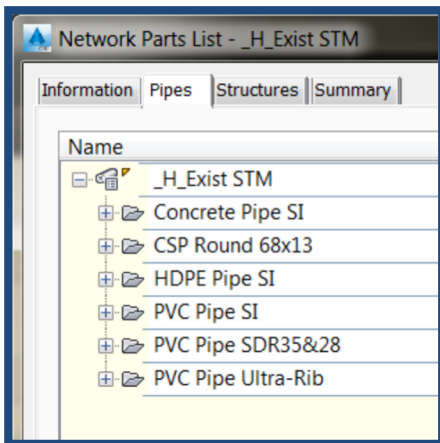 Network Parts List - _H_Exist STM
Information Pipes Structures Summary
Name
_H_Exist STM
Concrete Pipe SI
CSP Round 68x13
HDPE Pipe SI
PVC Pipe SI
PVC Pipe SDR35&28
PVC Pipe Ultra-Rib